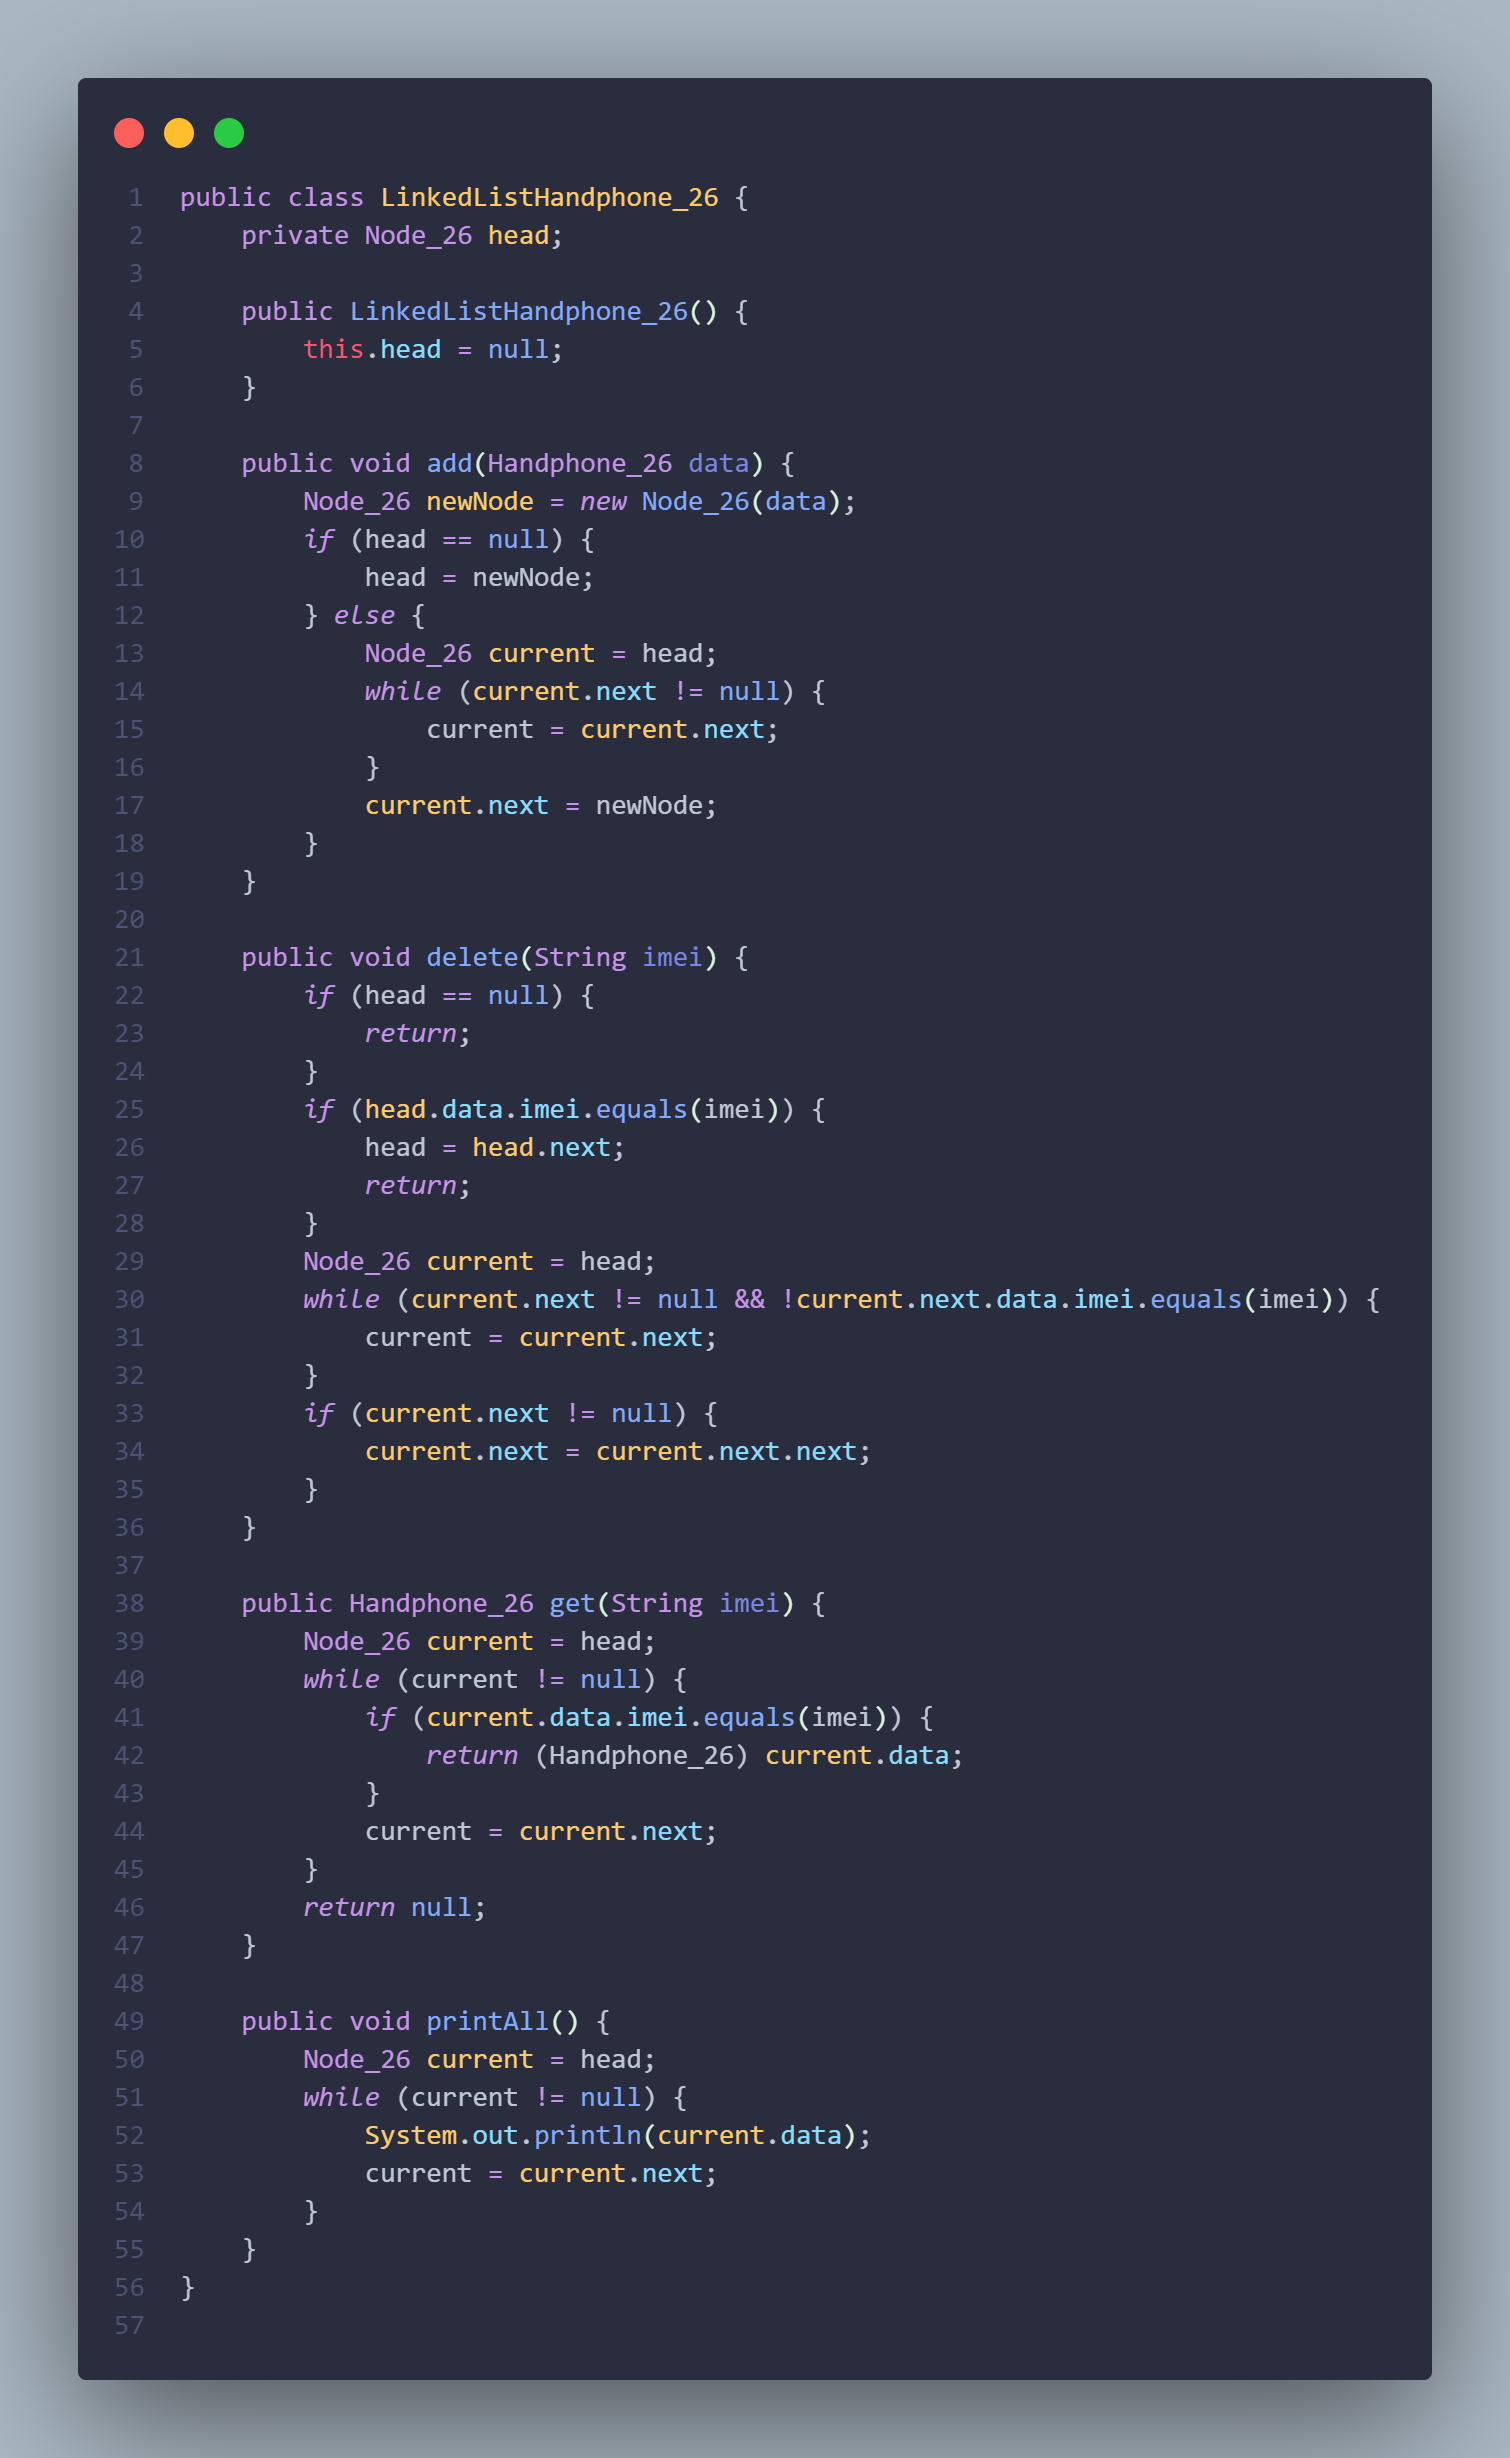 1 public class LinkedListHandphone_26 {
2     private Node_26 head;
3
4     public LinkedListHandphone_26() {
5         this.head = null;
6     }
7
8     public void add(Handphone_26 data) {
9         Node_26 newNode = new Node_26(data);
10         if (head == null) {
11             head = newNode;
12         } else {
13             Node_26 current = head;
14             while (current.next != null) {
15                 current = current.next;
16             }
17             current.next = newNode;
18         }
19     }
20
21     public void delete(String imei) {
22         if (head == null) {
23             return;
24         }
25         if (head.data.imei.equals(imei)) {
26             head = head.next;
27             return;
28         }
29         Node_26 current = head;
30         while (current.next != null && !current.next.data.imei.equals(imei)) {
31             current = current.next;
32         }
33         if (current.next != null) {
34             current.next = current.next.next;
35         }
36     }
37
38     public Handphone_26 get(String imei) {
39         Node_26 current = head;
40         while (current != null) {
41             if (current.data.imei.equals(imei)) {
42                 return (Handphone_26) current.data;
43             }
44             current = current.next;
45         }
46         return null;
47     }
48
49     public void printAll() {
50         Node_26 current = head;
51         while (current != null) {
52             System.out.println(current.data);
53             current = current.next;
54         }
55     }
56 }
57